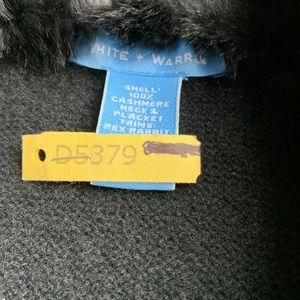 WHITE + WARREN
SHELL:
100%
CASHMERE
NECK &
PLACKET
TRIMS:
REX RABBIT
D5379